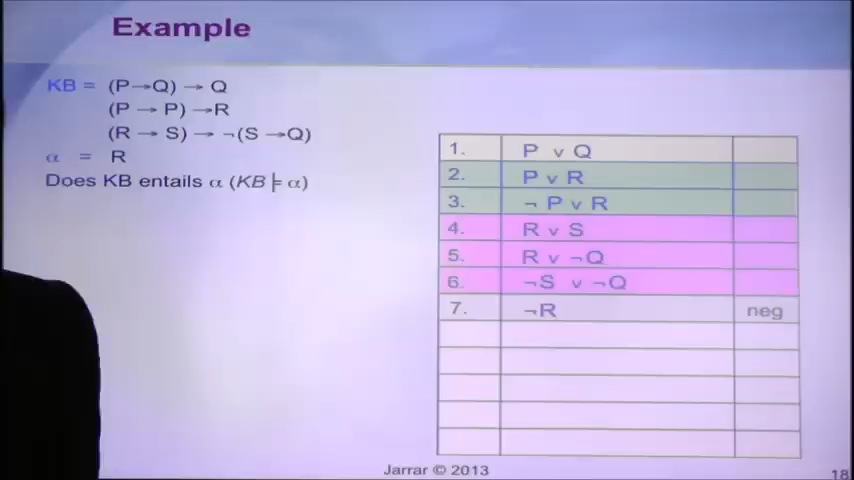 Example
KB = (P→Q) → Q
(P → P) →R
(R → S) → ¬(S →Q)
α = R
Does KB entails α (KB ⊨ α)
1. P v Q
2. P v R
3. ¬ P v R
4. R v S
5. R v ¬Q
6. ¬S v ¬Q
7. ¬R neg
Jarrar © 2013
18